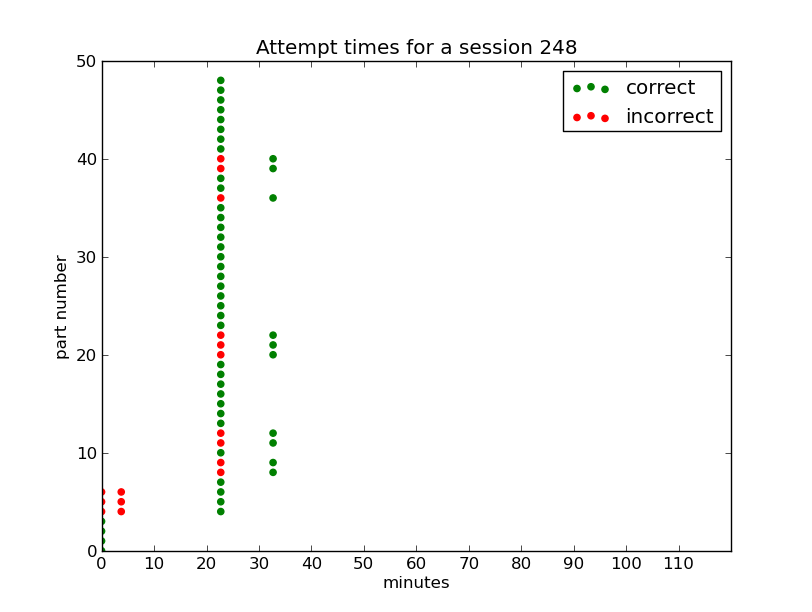 Attempt times for a session 248
correct
incorrect
50
40
30
20
10
0
part number
0 10 20 30 40 50 60 70 80 90 100 110
minutes